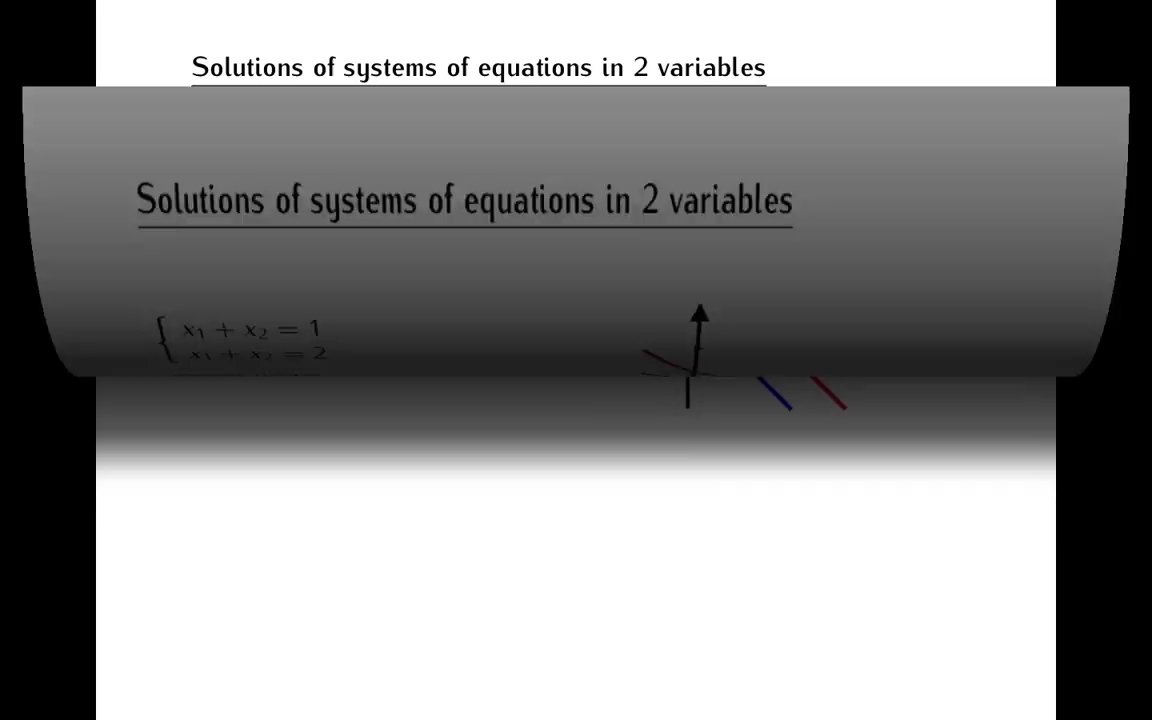 Solutions of systems of equations in 2 variables
Solutions of systems of equations in 2 variables
x₁ + x₂ = 1
x₁ + x₂ = 2